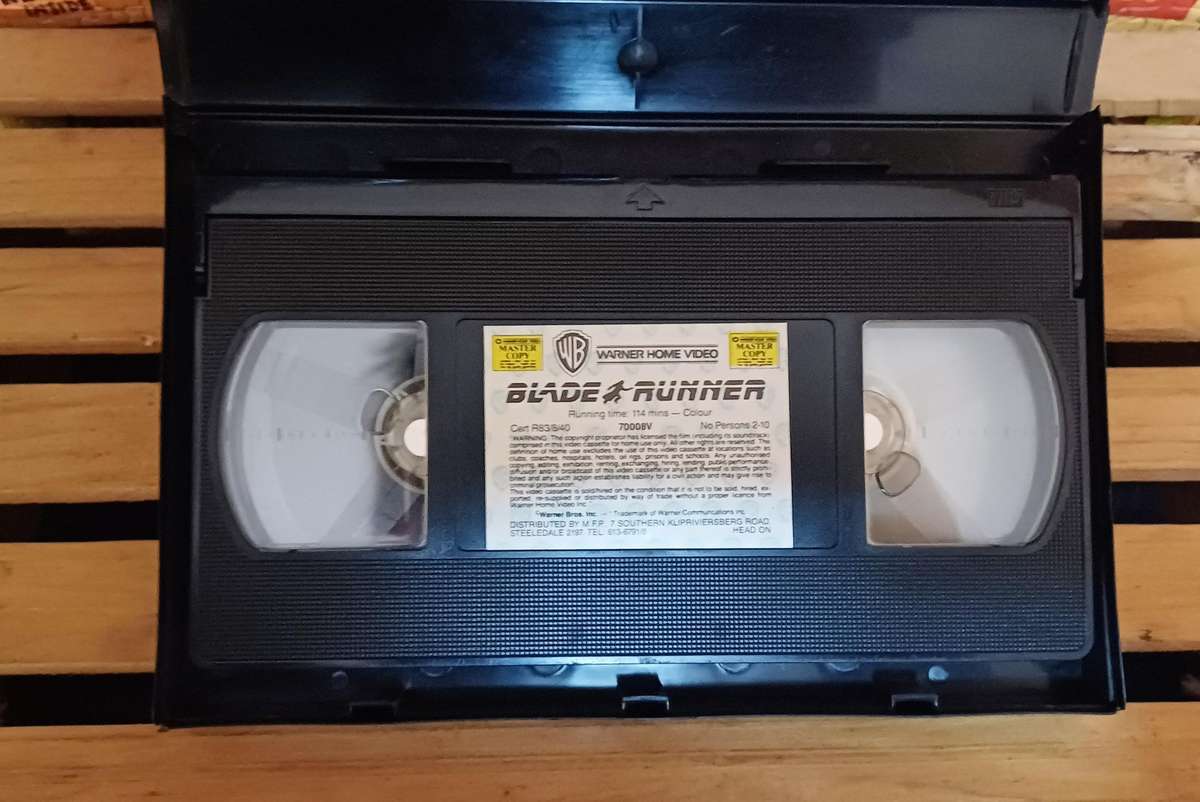 INSIDE
VHS
MASTER
COPY
WB
WARNER HOME VIDEO
MASTER
COPY
BLADE RUNNER
Running time: 114 mins — Colour
Cert R83/8/40 70008V No Persons 2-10
"WARNING: The copyright proprietor has licensed the film (including its soundtrack)
comprised in this video cassette for home use only. All other rights are reserved. The
definition of home use excludes the use of this video cassette at locations such as
clubs, coaches, hospitals, hotels, oil rigs, prisons and schools. Any unauthorised
copying, editing, exhibition, renting, exchanging, hiring, lending, public performance,
diffusion and/or broadcast of this video cassette or any part thereof is strictly prohi-
bited and any such action establishes liability for a civil action and may give rise to
criminal prosecution.
This video cassette is sold/hired on the condition that it is not to be sold, hired, ex-
ported, re-supplied or distributed by way of trade without a proper licence from
Warner Home Video Inc.
Warner Bros. Inc. — Trademark of Warner Communications Inc.
DISTRIBUTED BY M.F.P. 7 SOUTHERN KLIPRIVIERSBERG ROAD,
STEELEDALE 2197. TEL: 613-6791/0 HEAD ON